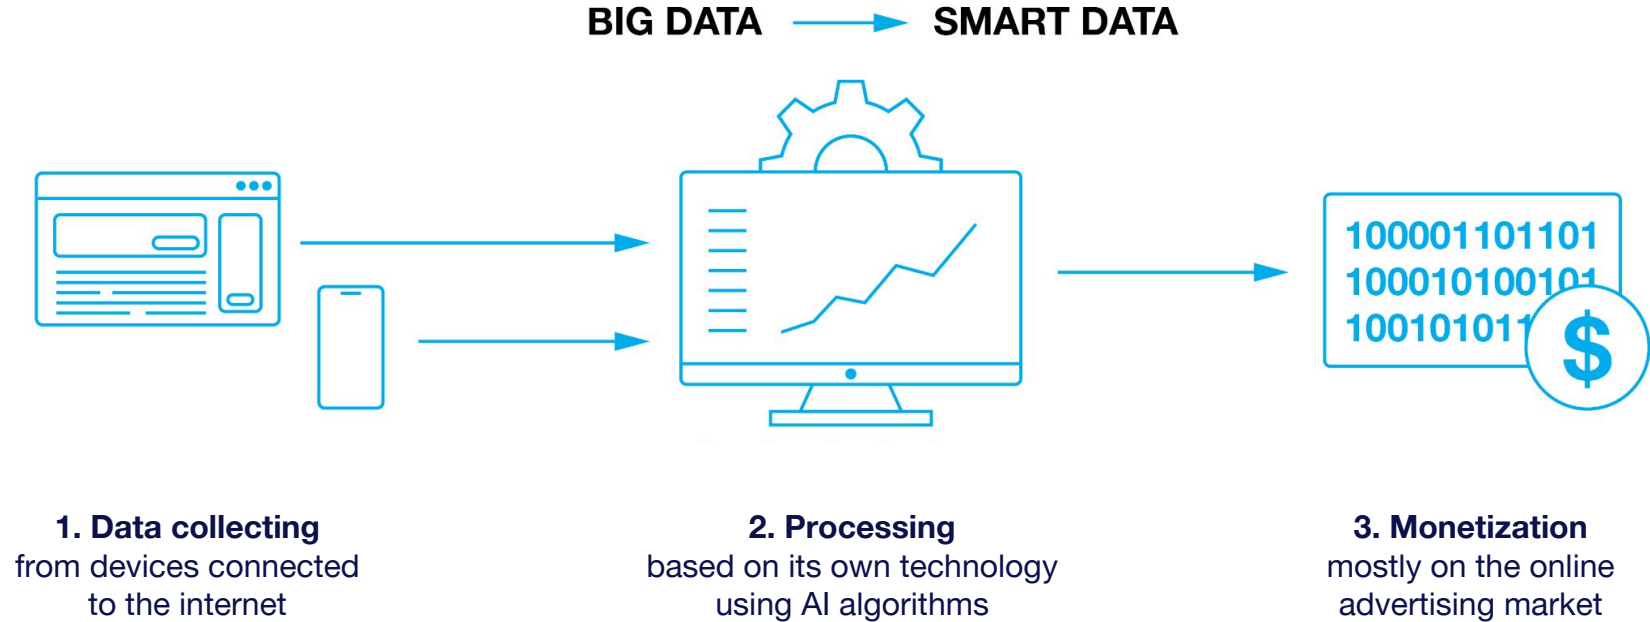 BIG DATA SMART DATA
100001101101
100010100101
10010101
$
1. Data collecting
from devices connected
to the internet
2. Processing
based on its own technology
using AI algorithms
3. Monetization
mostly on the online
advertising market